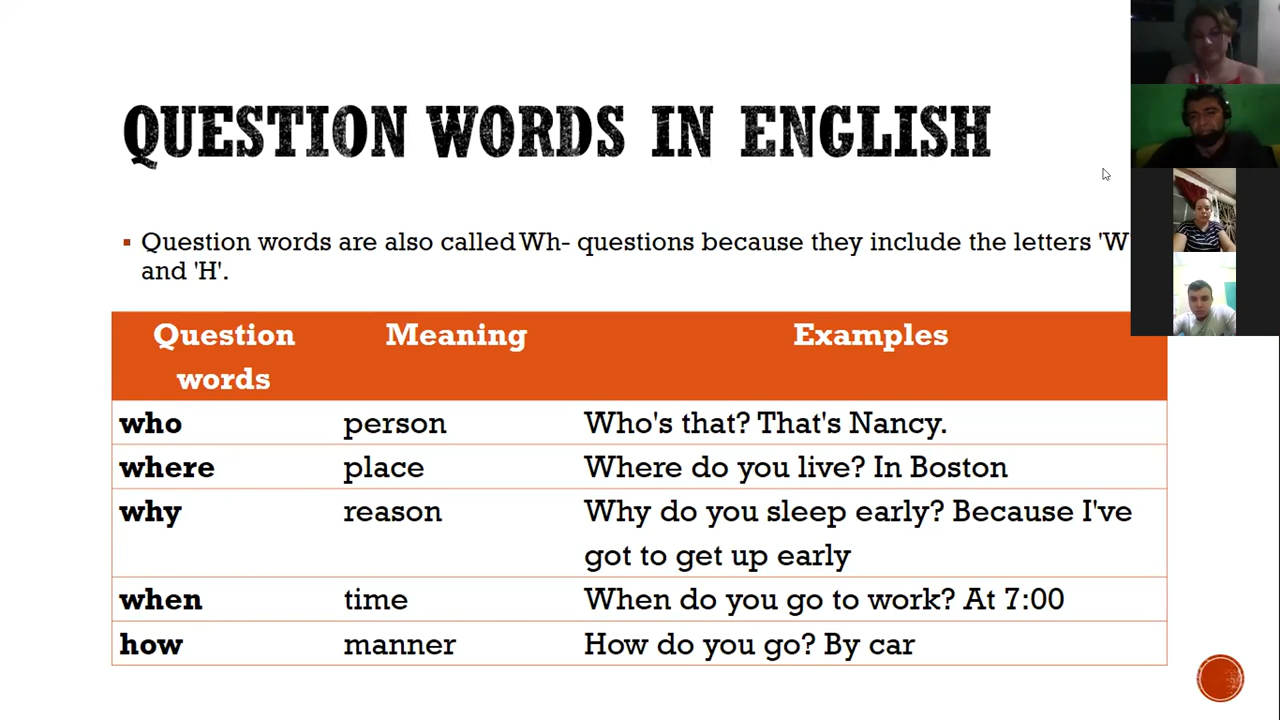 QUESTION WORDS IN ENGLISH
Question words are also called Wh- questions because they include the letters 'W
and 'H'.
Question words
Meaning
Examples
who person Who's that? That's Nancy.
where place Where do you live? In Boston
why reason Why do you sleep early? Because I've
got to get up early
when time When do you go to work? At 7:00
how manner How do you go? By car